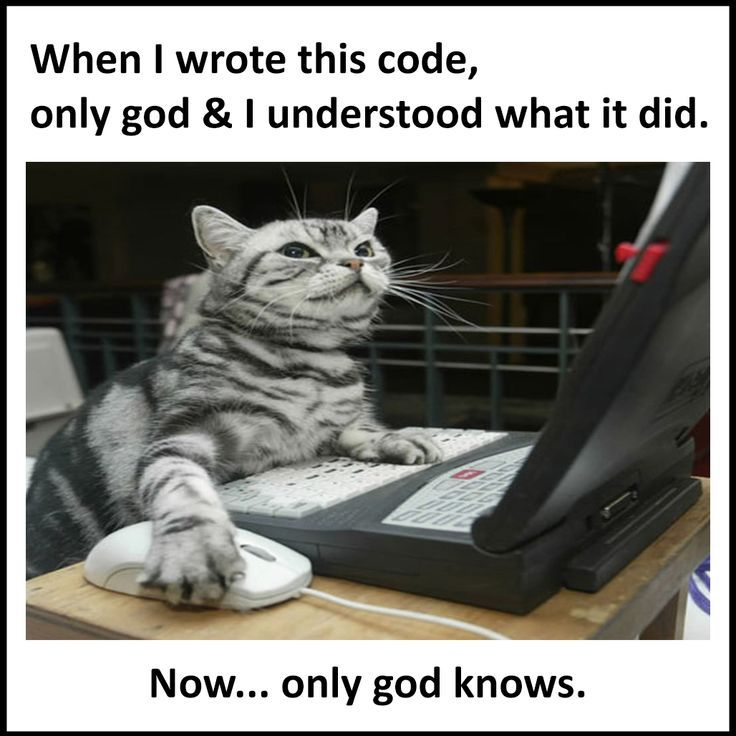 When I wrote this code,
only god & I understood what it did.
Now... only god knows.